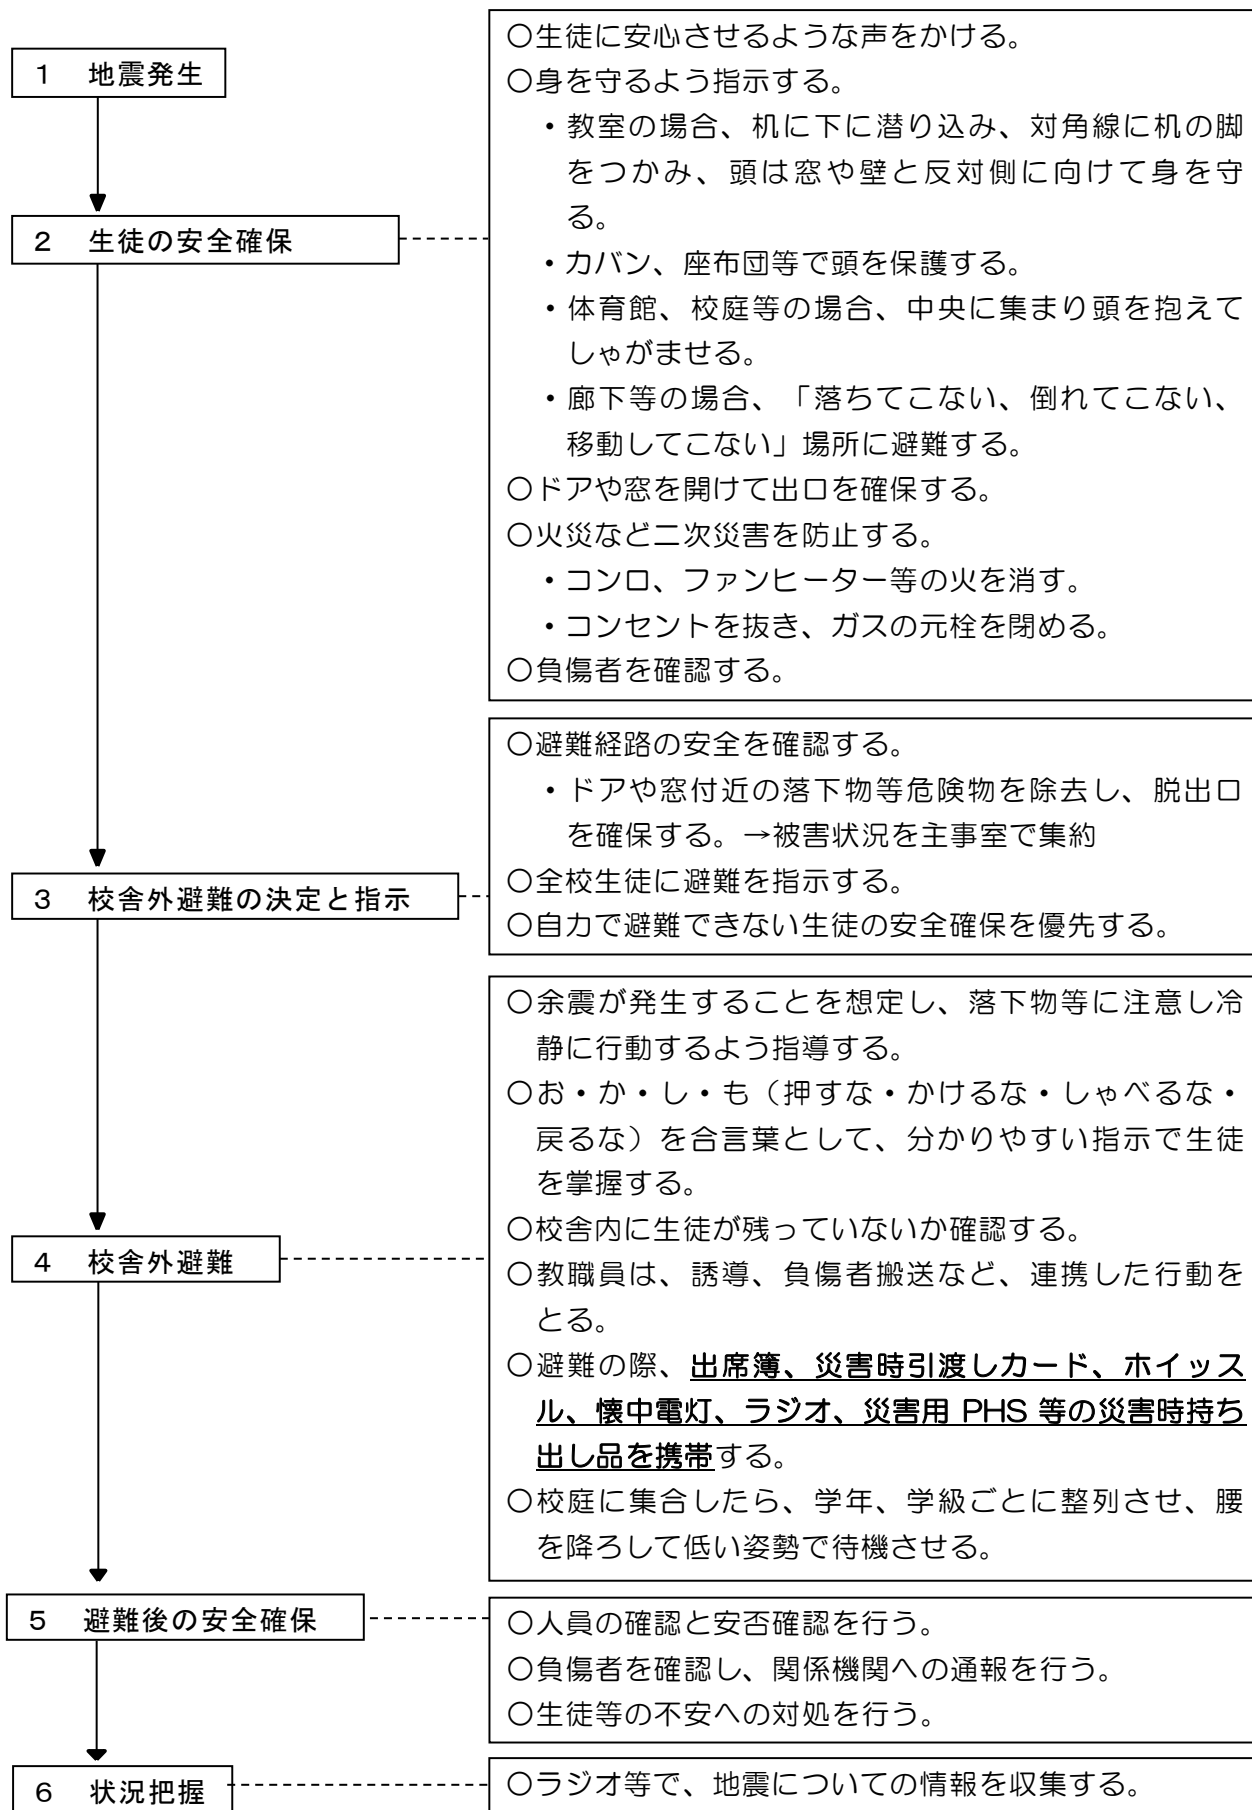 1 地震発生
○生徒に安心させるような声をかける。
○身を守るよう指示する。
・教室の場合、机に下に潜り込み、対角線に机の脚
をつかみ、頭は窓や壁と反対側に向けて身を守
る。
・カバン、座布団等で頭を保護する。
・体育館、校庭等の場合、中央に集まり頭を抱えて
しゃがませる。
・廊下等の場合、「落ちてこない、倒れてこない、
移動してこない」場所に避難する。
○ドアや窓を開けて出口を確保する。
○火災など二次災害を防止する。
・コンロ、ファンヒーター等の火を消す。
・コンセントを抜き、ガスの元栓を閉める。
○負傷者を確認する。
2 生徒の安全確保
○避難経路の安全を確認する。
・ドアや窓付近の落下物等危険物を除去し、脱出口
を確保する。→被害状況を主事室で集約
○全校生徒に避難を指示する。
○自力で避難できない生徒の安全確保を優先する。
3 校舎外避難の決定と指示
○余震が発生することを想定し、落下物等に注意し冷
静に行動するよう指導する。
○お・か・し・も（押すな・かけるな・しゃべるな・
戻るな）を合言葉として、分かりやすい指示で生徒
を掌握する。
○校舎内に生徒が残っていないか確認する。
○教職員は、誘導、負傷者搬送など、連携した行動を
とる。
○避難の際、出席簿、災害時引渡しカード、ホイッス
ル、懐中電灯、ラジオ、災害用 PHS 等の災害時持ち
出し品を携帯する。
○校庭に集合したら、学年、学級ごとに整列させ、腰
を降ろして低い姿勢で待機させる。
4 校舎外避難
5 避難後の安全確保
○人員の確認と安否確認を行う。
○負傷者を確認し、関係機関への通報を行う。
○生徒等の不安への対処を行う。
6 状況把握
○ラジオ等で、地震についての情報を収集する。